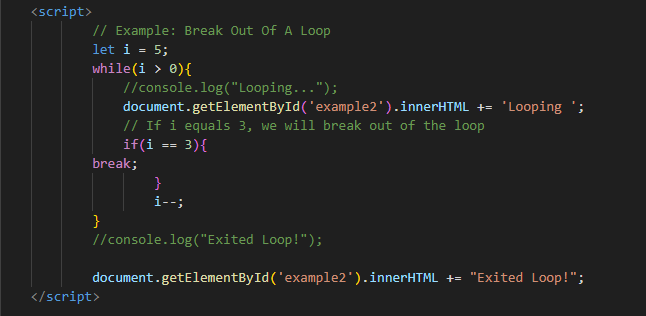 <script>
// Example: Break Out Of A Loop
let i = 5;
while(i > 0){
//console.log("Looping...");
document.getElementById('example2').innerHTML += 'Looping ';
// If i equals 3, we will break out of the loop
if(i == 3){
break;
}
i--;
}
//console.log("Exited Loop!");
document.getElementById('example2').innerHTML += "Exited Loop!";
</script>